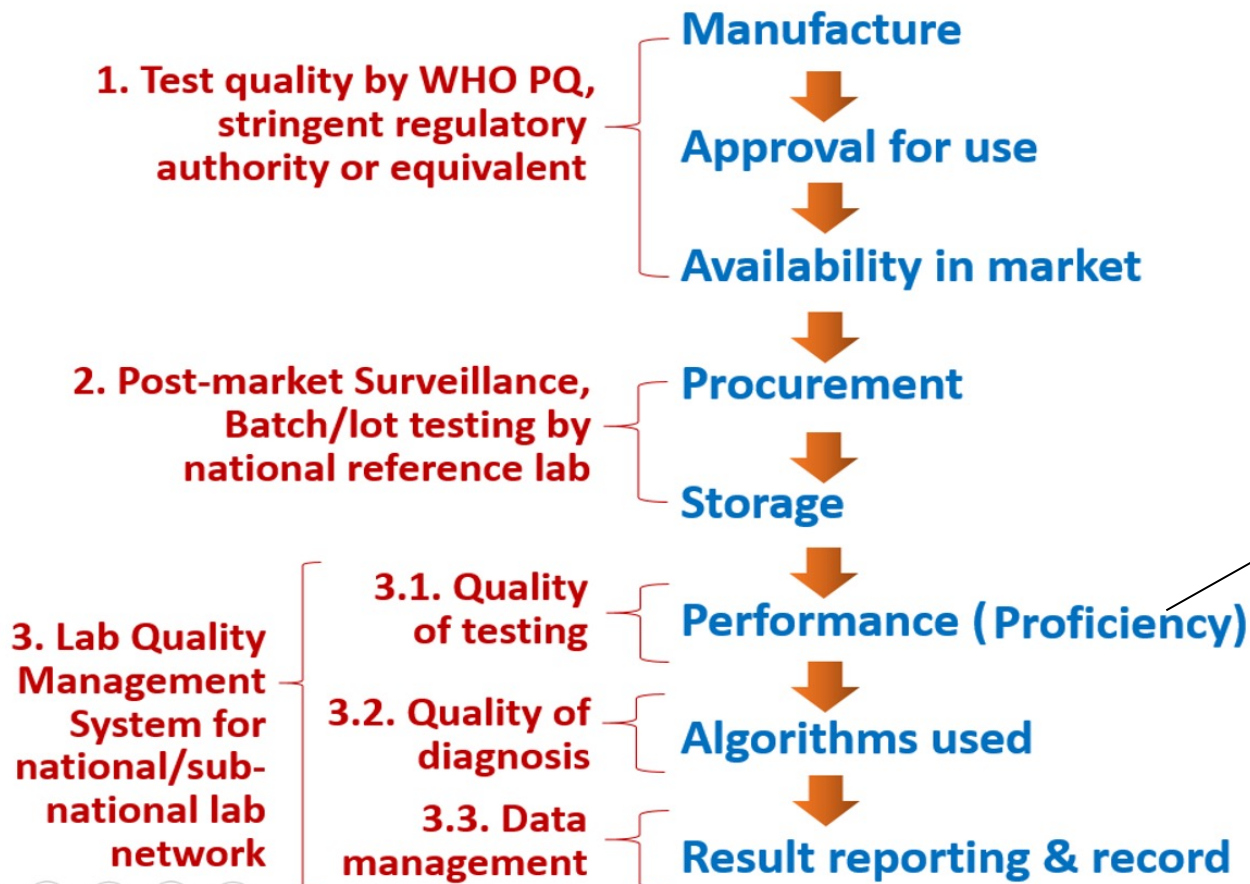 Manufacture
1. Test quality by WHO PQ,
stringent regulatory
authority or equivalent
Approval for use
Availability in market
2. Post-market Surveillance,
Batch/lot testing by
national reference lab
Procurement
Storage
3. Lab Quality
Management
System for
national/sub-
national lab
network
3.1. Quality
of testing
Performance (Proficiency)
3.2. Quality of
diagnosis
Algorithms used
3.3. Data
management
Result reporting & record